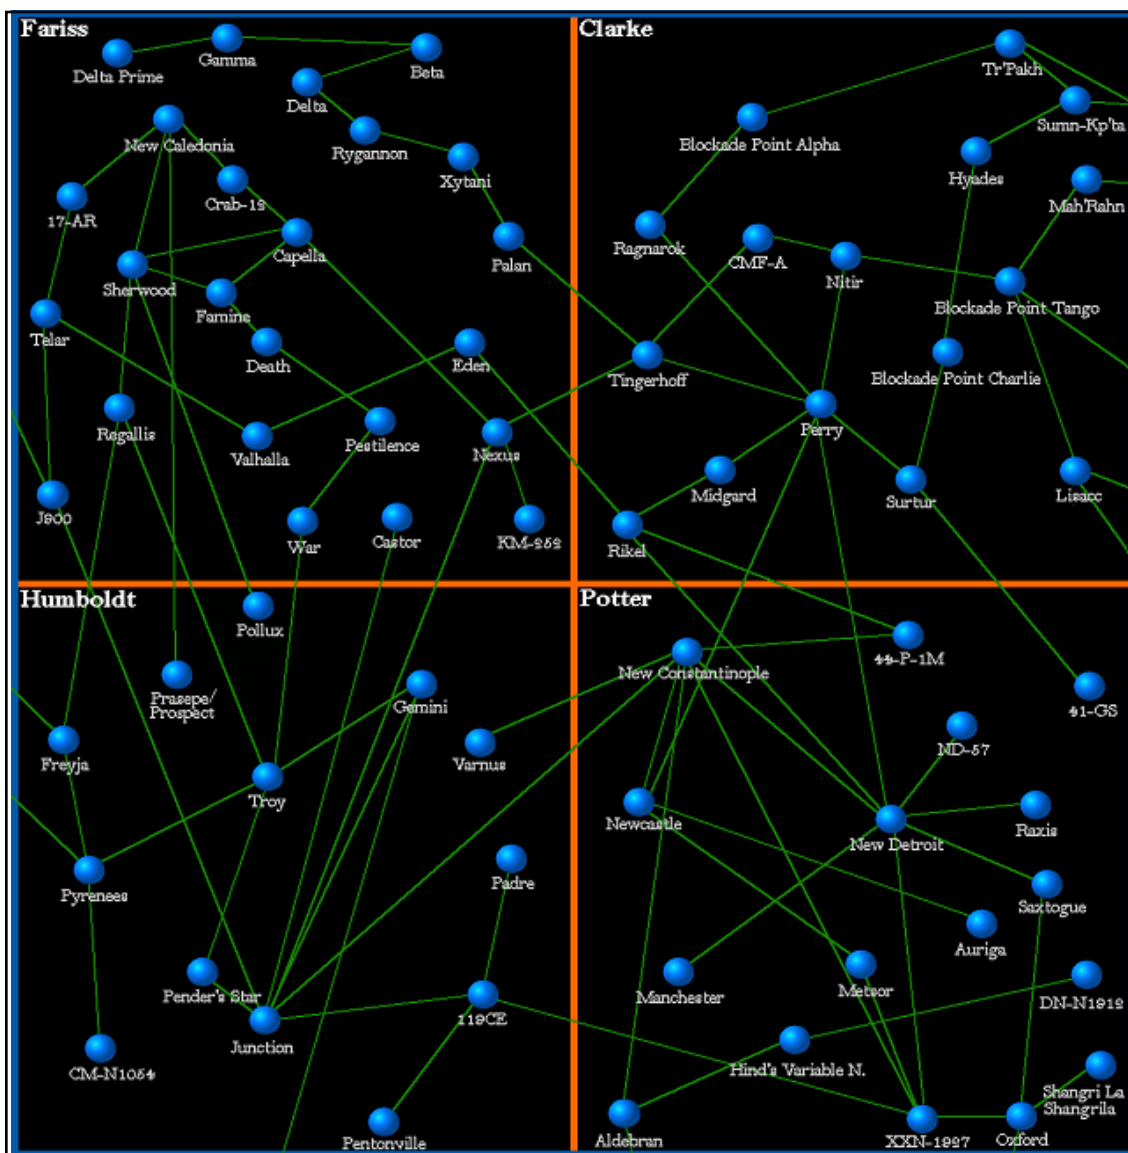 Fariss
Delta Prime
Gamma
Beta
Delta
New Caledonia
Rygannon
Crab-12
Xytani
17-AR
Capella
Palan
Sherwood
Famine
Telar
Death
Eden
Regallis
Valhalla
Pestilence
Nexus
J900
War
Castor
KM-252
Clarke
Tr'Pakh
Sumn-Kp'ta
Blockade Point Alpha
Hyades
Mah'Rahn
Ragnarok
CMF-A
Nitir
Blockade Point Tango
Tingerhoff
Blockade Point Charlie
Perry
Midgard
Surtur
Lisacc
Rikel
Humboldt
Pollux
Prasepe/
Prospect
Gemini
Freyja
Varnus
Troy
Pyrenees
Padre
Pender's Star
119CE
Junction
CM-N1054
Pentonville
Potter
44-P-1M
New Constantinople
41-GS
ND-57
Newcastle
New Detroit
Raxis
Saxtogue
Auriga
Manchester
Meteor
DN-N1912
Hind's Variable N.
Shangri La
Shangrila
Aldebran
XXN-1927
Oxford